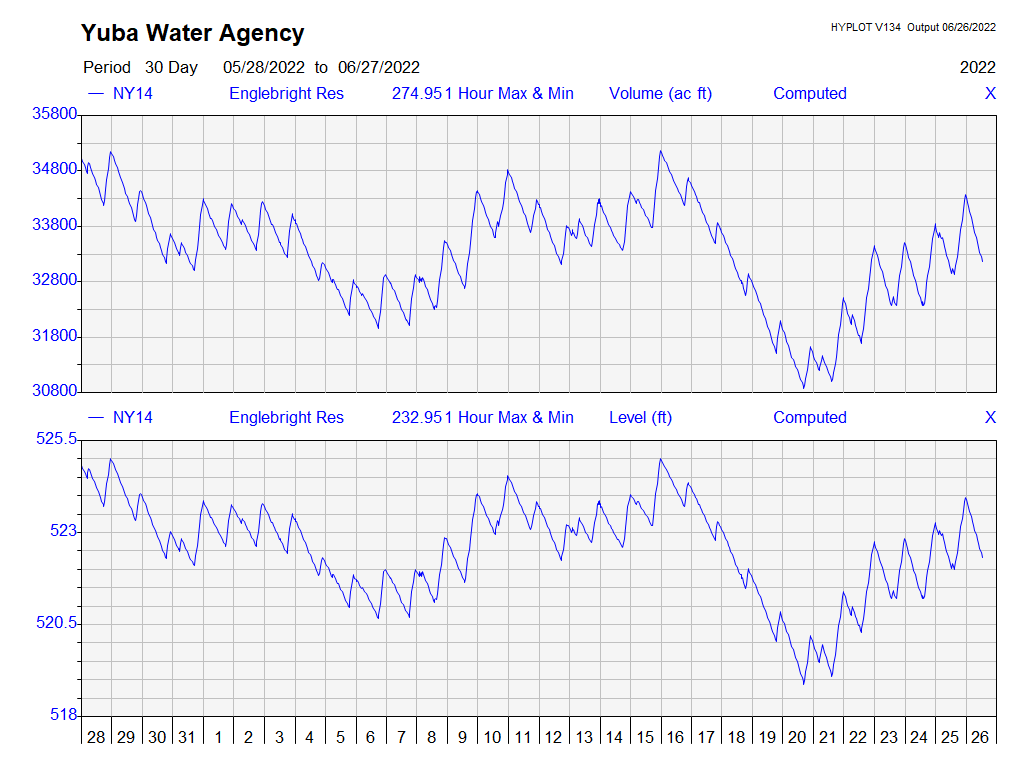 Yuba Water Agency
HYPLOT V134 Output 06/26/2022
Period 30 Day 05/28/2022 to 06/27/2022 2022
— NY14 Englebright Res 274.951 Hour Max & Min Volume (ac ft) Computed X
35800
34800
33800
32800
31800
30800
— NY14 Englebright Res 232.951 Hour Max & Min Level (ft) Computed X
525.5
523
520.5
518
28 29 30 31 1 2 3 4 5 6 7 8 9 10 11 12 13 14 15 16 17 18 19 20 21 22 23 24 25 26